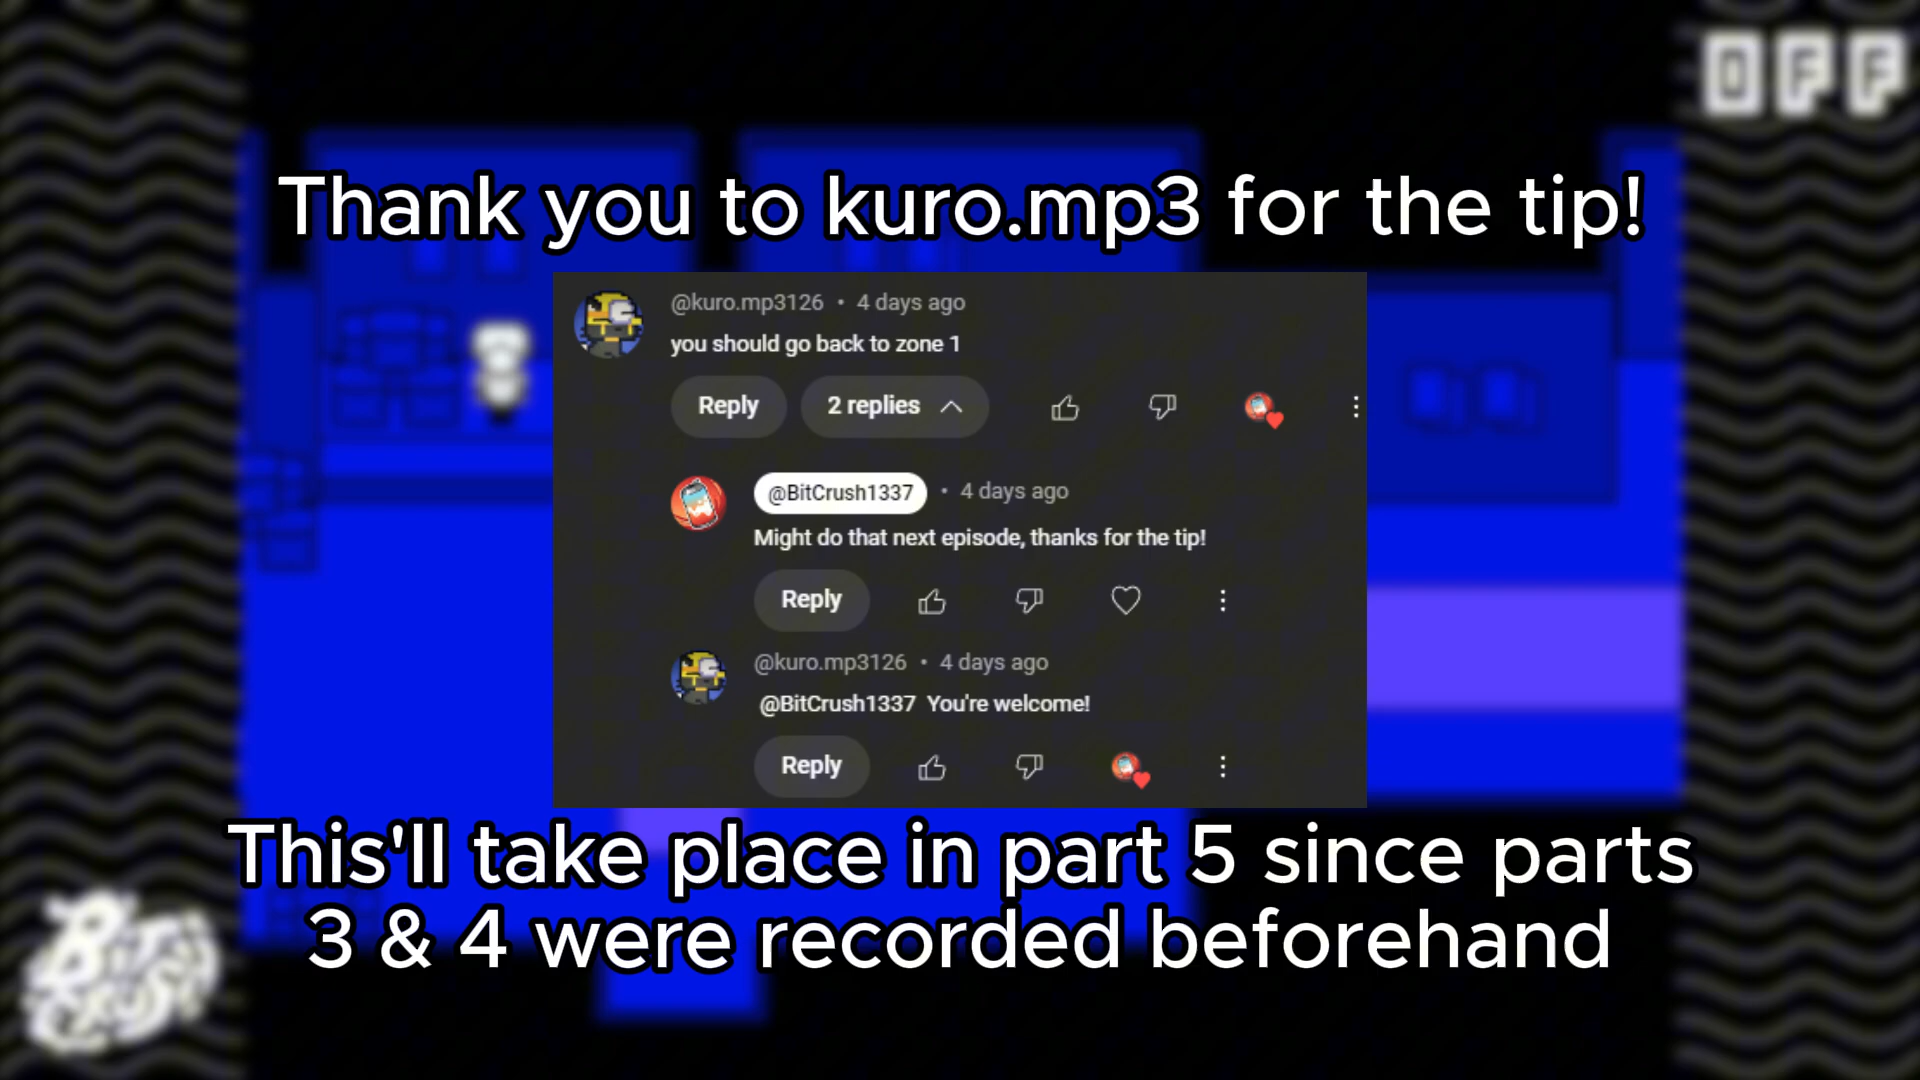 OFF
Thank you to kuro.mp3 for the tip!
@kuro.mp3126 • 4 days ago
you should go back to zone 1
Reply 2 replies
@BitCrush1337 • 4 days ago
Might do that next episode, thanks for the tip!
Reply
@kuro.mp3126 • 4 days ago
@BitCrush1337 You're welcome!
Reply
This'll take place in part 5 since parts
3 & 4 were recorded beforehand
Bit
Crush